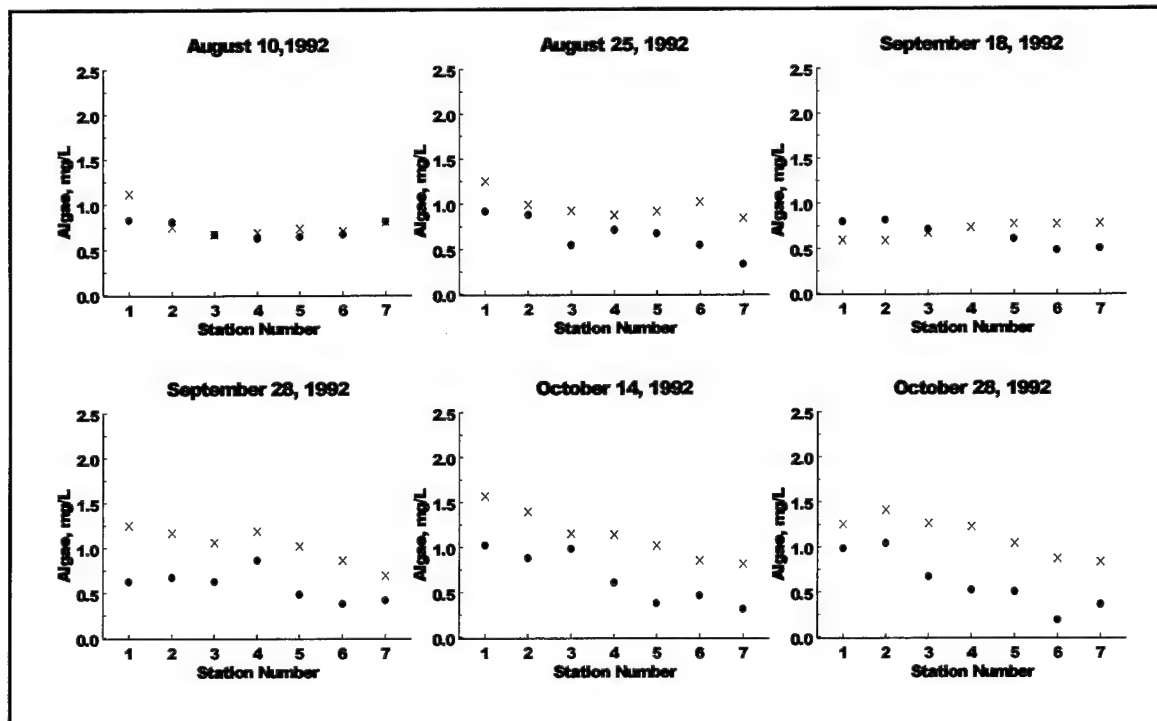 August 10,1992
2.5
2.0
1.5
1.0
0.5
0.0
Algae, mg/L
1 2 3 4 5 6 7
Station Number
August 25, 1992
2.5
2.0
1.5
1.0
0.5
0.0
Algae, mg/L
1 2 3 4 5 6 7
Station Number
September 18, 1992
2.5
2.0
1.5
1.0
0.5
0.0
Algae, mg/L
1 2 3 4 5 6 7
Station Number
September 28, 1992
2.5
2.0
1.5
1.0
0.5
0.0
Algae, mg/L
1 2 3 4 5 6 7
Station Number
October 14, 1992
2.5
2.0
1.5
1.0
0.5
0.0
Algae, mg/L
1 2 3 4 5 6 7
Station Number
October 28, 1992
2.5
2.0
1.5
1.0
0.5
0.0
Algae, mg/L
1 2 3 4 5 6 7
Station Number